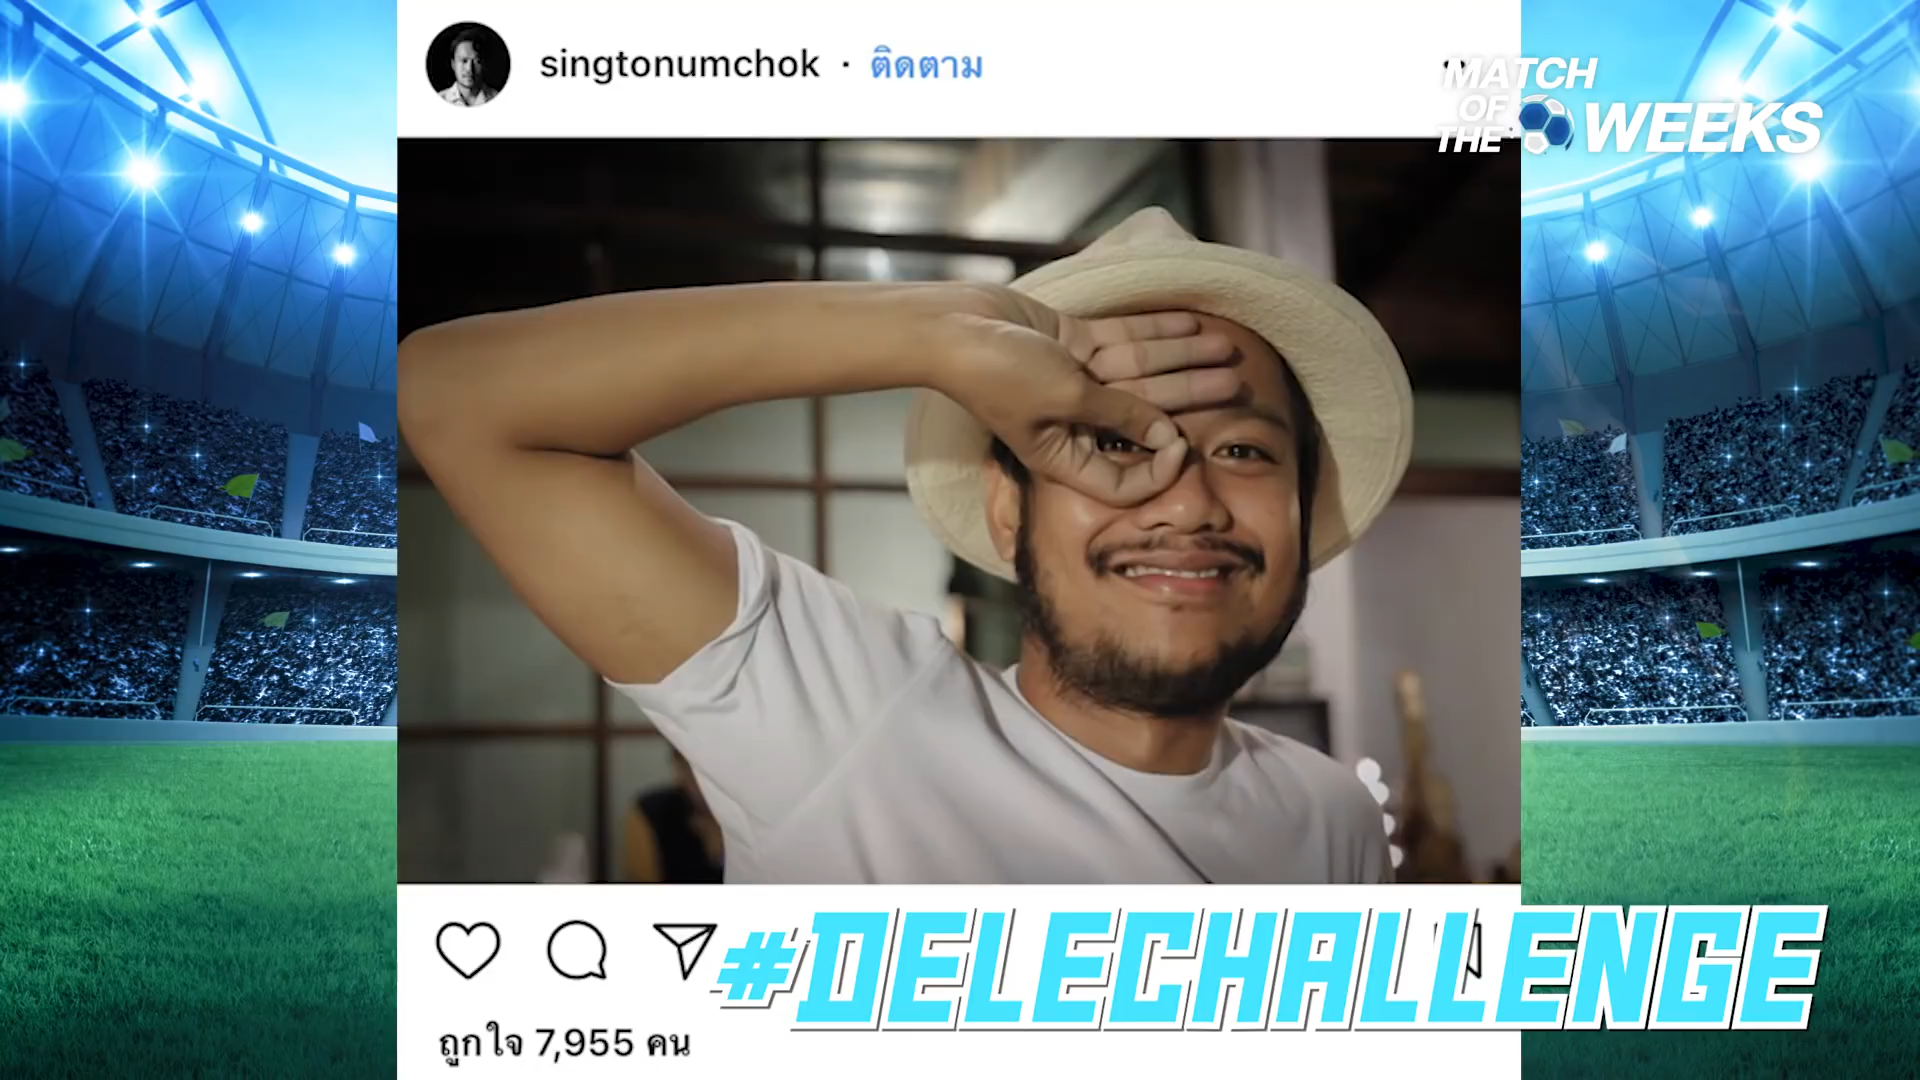 singtonumchok · ติดตาม
MATCH
OF
THE WEEKS
#DELECHALLENGE
ถูกใจ 7,955 คน